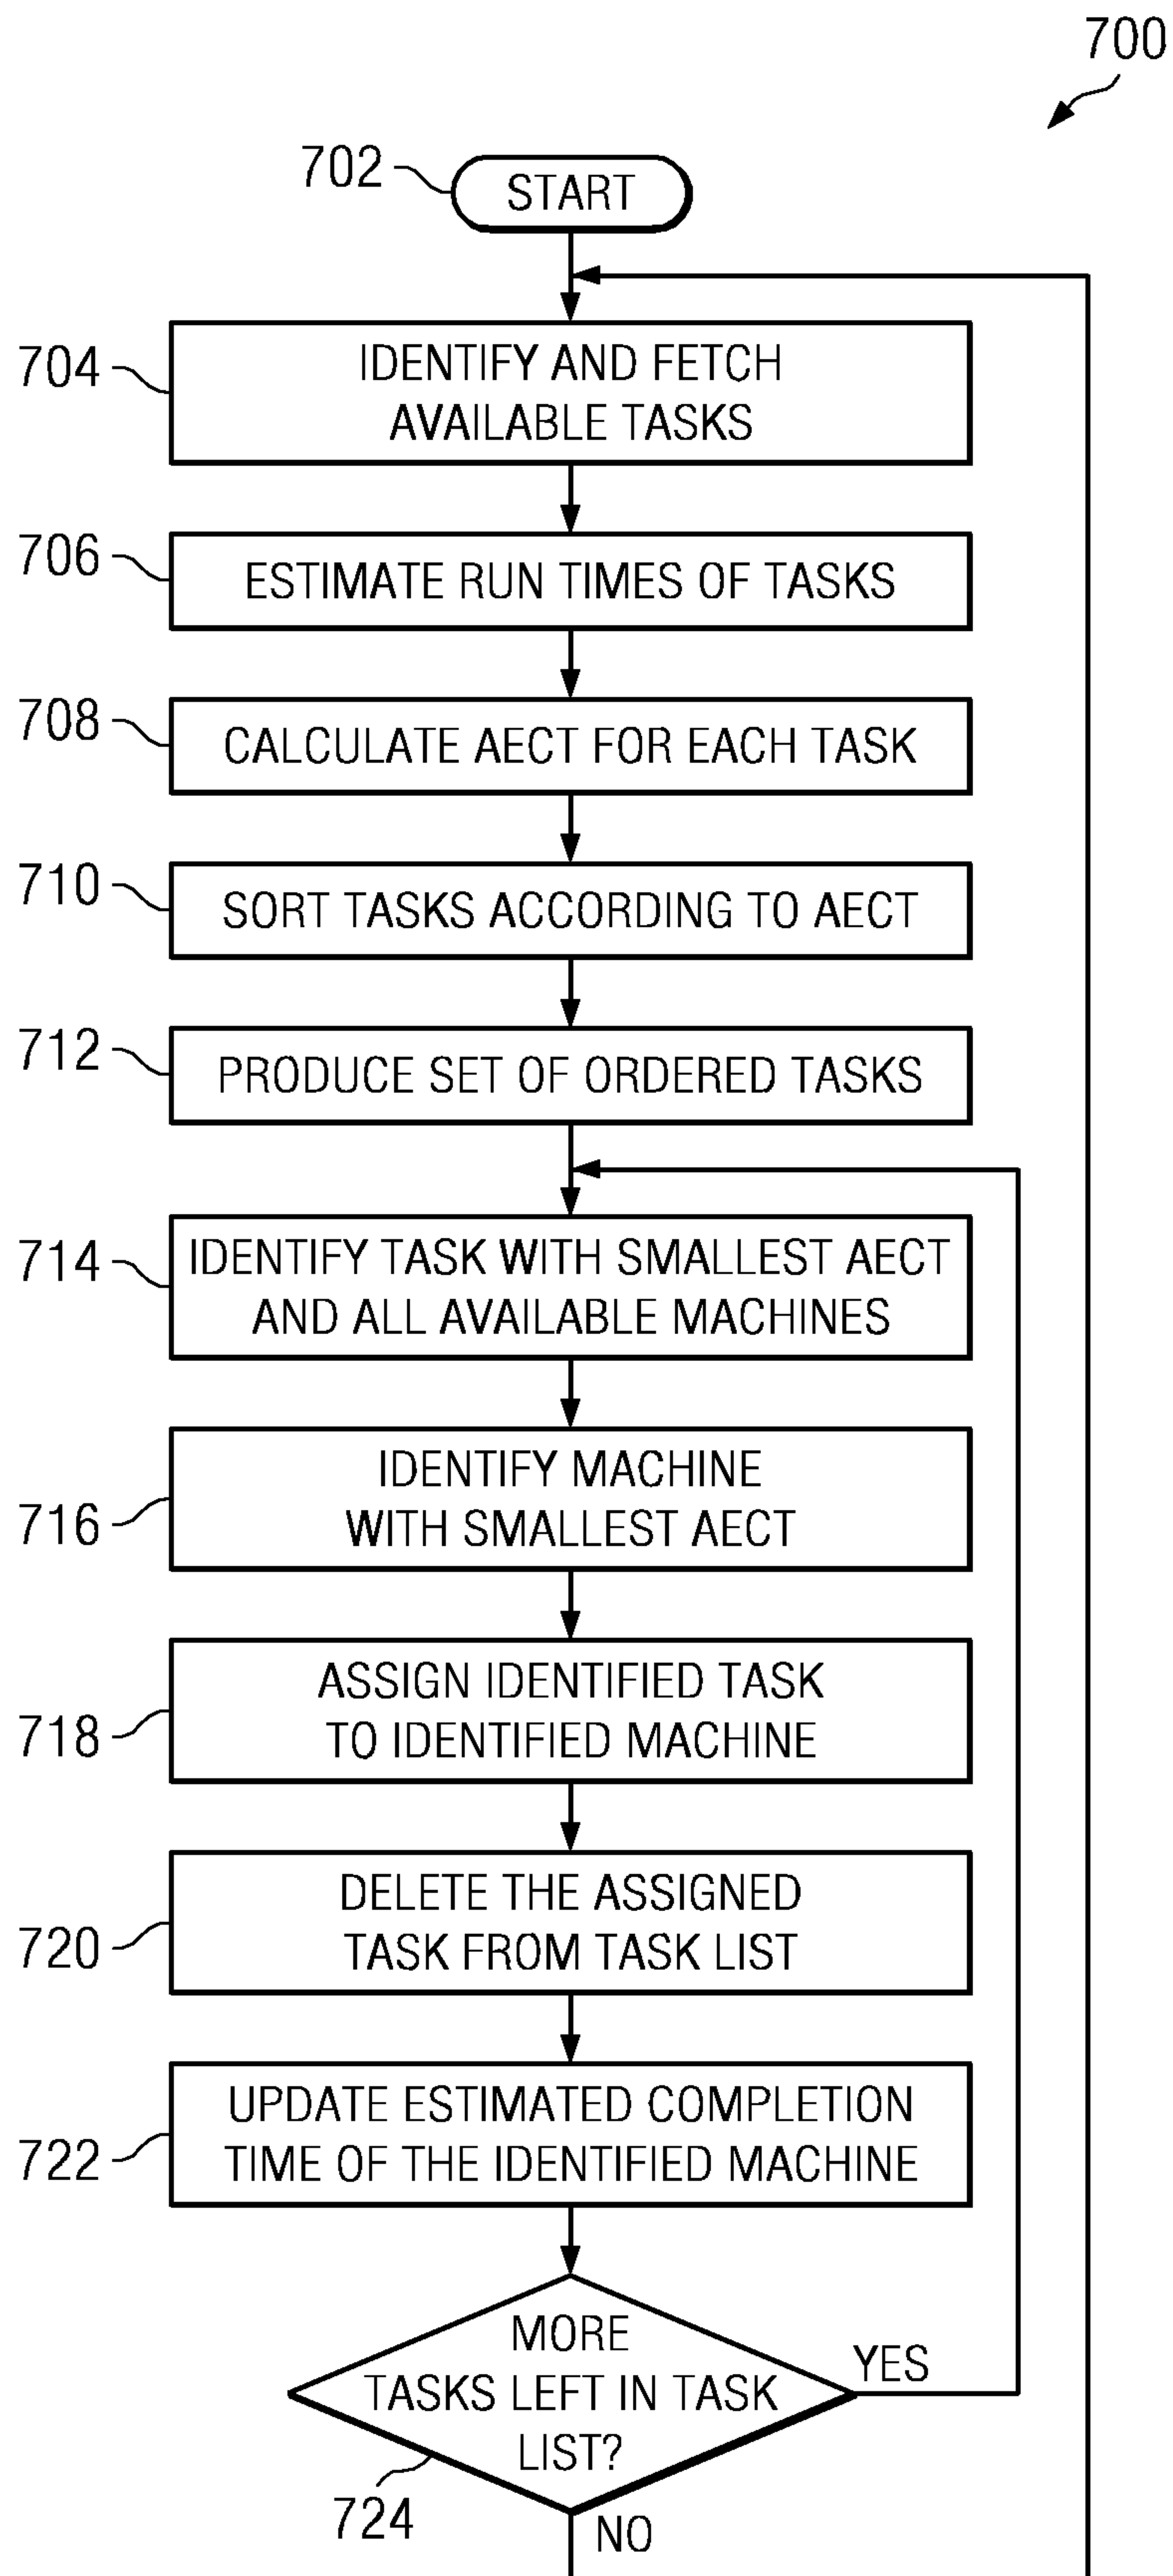 700
702
START
704
IDENTIFY AND FETCH
AVAILABLE TASKS
706
ESTIMATE RUN TIMES OF TASKS
708
CALCULATE AECT FOR EACH TASK
710
SORT TASKS ACCORDING TO AECT
712
PRODUCE SET OF ORDERED TASKS
714
IDENTIFY TASK WITH SMALLEST AECT
AND ALL AVAILABLE MACHINES
716
IDENTIFY MACHINE
WITH SMALLEST AECT
718
ASSIGN IDENTIFIED TASK
TO IDENTIFIED MACHINE
720
DELETE THE ASSIGNED
TASK FROM TASK LIST
722
UPDATE ESTIMATED COMPLETION
TIME OF THE IDENTIFIED MACHINE
MORE
TASKS LEFT IN TASK
LIST?
YES
724
NO